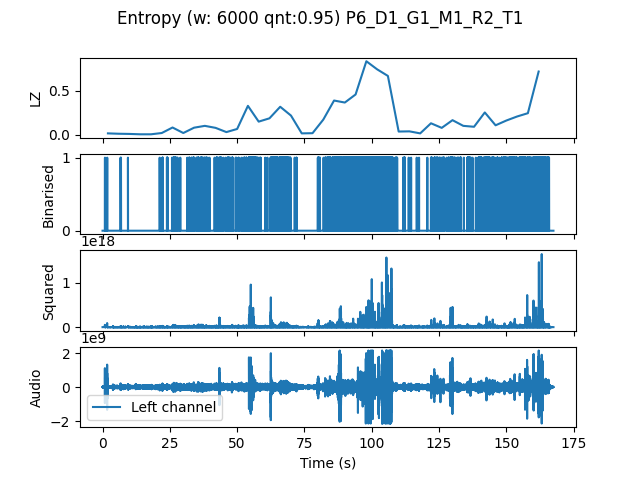 Entropy (w: 6000 qnt:0.95) P6_D1_G1_M1_R2_T1
LZ
0.5
0.0
Binarised
1
0
1e18
Squared
1
0
1e9
Audio
2
0
−2
Left channel
0 25 50 75 100 125 150 175
Time (s)